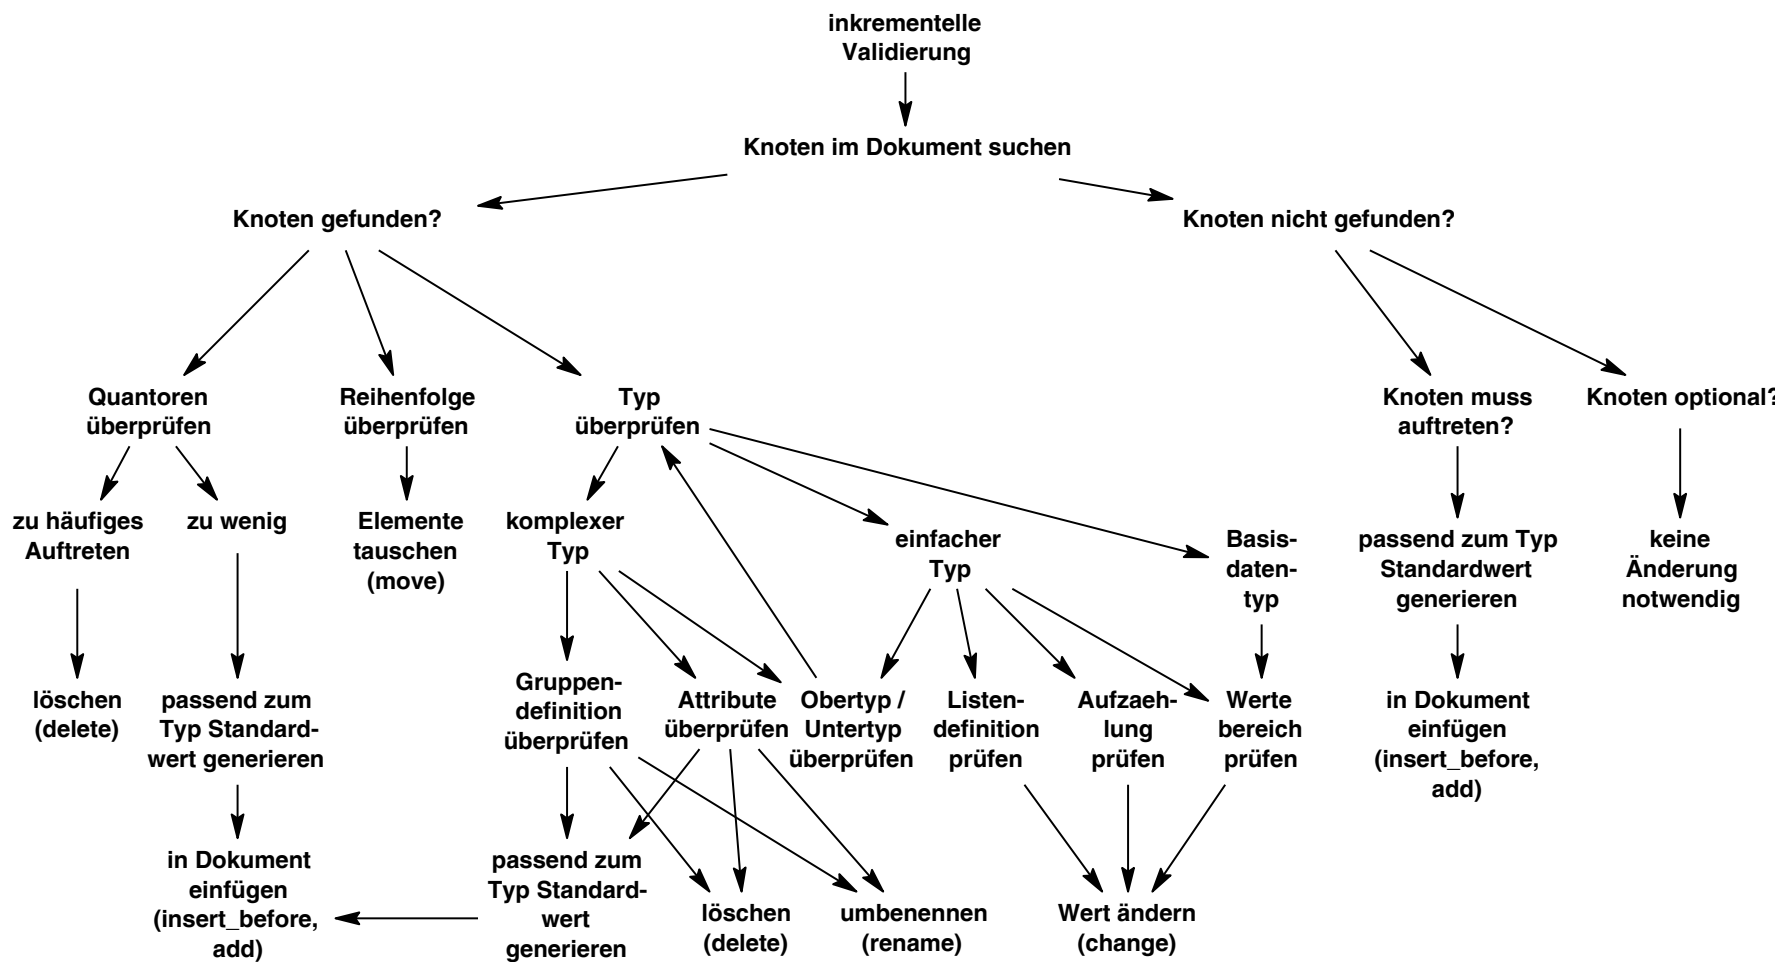 inkrementelle
Validierung
Knoten im Dokument suchen
Knoten gefunden?
Knoten nicht gefunden?
Quantoren
überprüfen
Reihenfolge
überprüfen
Typ
überprüfen
Knoten muss
auftreten?
Knoten optional?
zu häufiges
Auftreten
zu wenig
Elemente
tauschen
(move)
komplexer
Typ
einfacher
Typ
Basis-
daten-
typ
passend zum Typ
Standardwert
generieren
keine
Änderung
notwendig
löschen
(delete)
passend zum
Typ Standard-
wert generieren
Gruppen-
definition
überprüfen
Attribute
überprüfen
Obertyp /
Untertyp
überprüfen
Listen-
definition
prüfen
Aufzaeh-
lung
prüfen
Werte
bereich
prüfen
in Dokument
einfügen
(insert_before,
add)
in Dokument
einfügen
(insert_before,
add)
passend zum
Typ Standard-
wert
generieren
löschen
(delete)
umbenennen
(rename)
Wert ändern
(change)